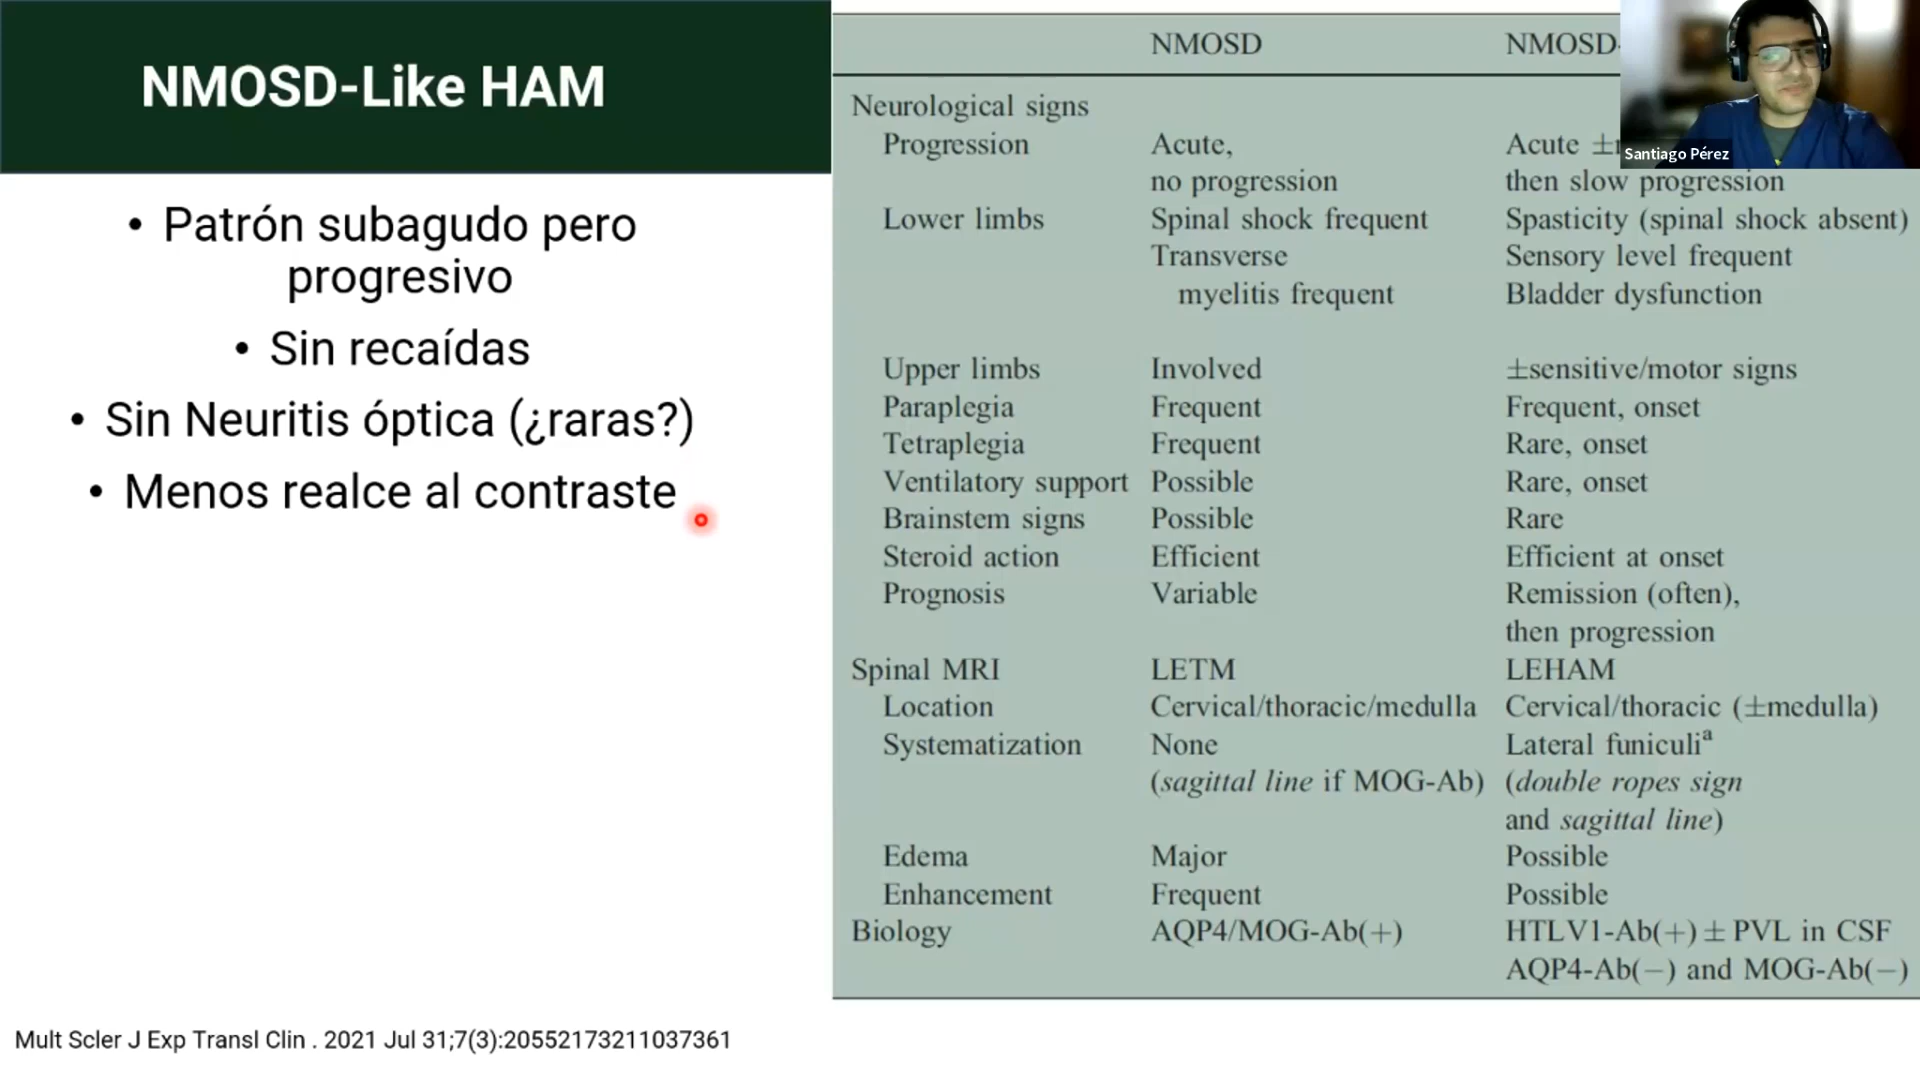 NMOSD-Like HAM
• Patrón subagudo pero
progresivo
• Sin recaídas
• Sin Neuritis óptica (¿raras?)
• Menos realce al contraste
Mult Scler J Exp Transl Clin . 2021 Jul 31;7(3):20552173211037361
NMOSD NMOSD-
Neurological signs
Progression Acute, Acute
no progression then slow progression
Lower limbs Spinal shock frequent Spasticity (spinal shock absent)
Transverse Sensory level frequent
myelitis frequent Bladder dysfunction
Upper limbs Involved ±sensitive/motor signs
Paraplegia Frequent Frequent, onset
Tetraplegia Frequent Rare, onset
Ventilatory support Possible Rare, onset
Brainstem signs Possible Rare
Steroid action Efficient Efficient at onset
Prognosis Variable Remission (often),
then progression
Spinal MRI LETM LEHAM
Location Cervical/thoracic/medulla Cervical/thoracic (±medulla)
Systematization None Lateral funiculiª
(sagittal line if MOG-Ab) (double ropes sign
and sagittal line)
Edema Major Possible
Enhancement Frequent Possible
Biology AQP4/MOG-Ab(+) HTLV1-Ab(+) ± PVL in CSF
AQP4-Ab(−) and MOG-Ab(−)
Santiago Pérez